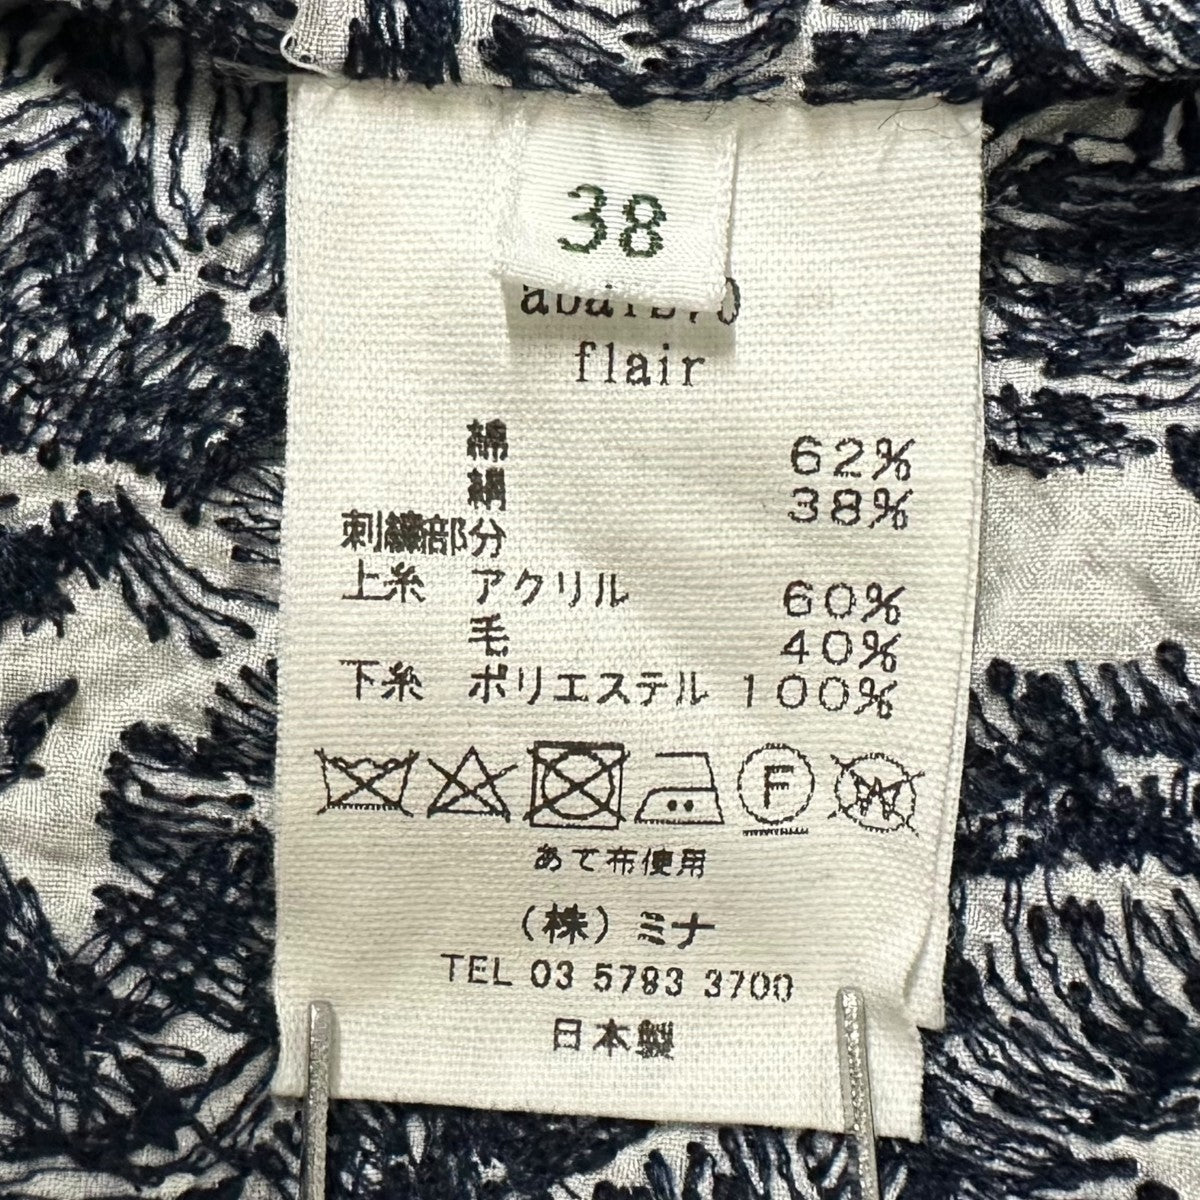 38
flair
綿 62%
絹 38%
刺繍部分
上糸 アクリル 60%
毛 40%
下糸 ポリエステル 100%
F
W
あて布使用
(株)ミナ
TEL 03 5793 3700
日本製